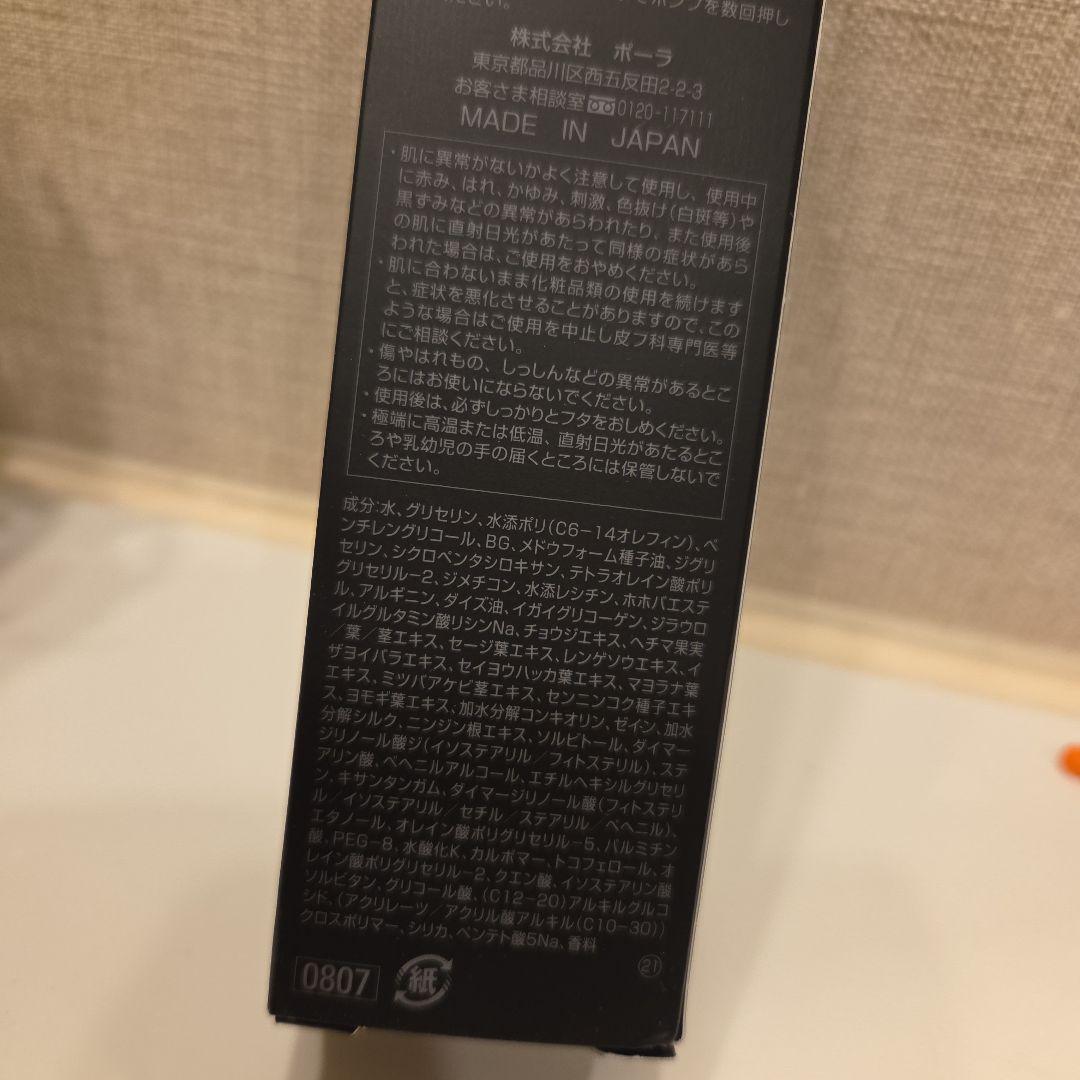 ポンプを数回押し
ください。
株式会社 ポーラ
東京都品川区西五反田2-2-3
お客さま相談室 0120-117111
MADE IN JAPAN
・肌に異常がないかよく注意して使用し、使用中
に赤み、はれ、かゆみ、刺激、色抜け(白斑等)や
黒ずみなどの異常があらわれたり、また使用後
の肌に直射日光があたって同様の症状があら
われた場合は、ご使用をおやめください。
・肌に合わないまま化粧品類の使用を続けます
と、症状を悪化させることがありますので、この
ような場合はご使用を中止し皮フ科専門医等
にご相談ください。
・傷やはれもの、しっしんなどの異常があるとこ
ろにはお使いにならないでください。
・使用後は、必ずしっかりとフタをおしめください。
・極端に高温または低温、直射日光があたるとこ
ろや乳幼児の手の届くところには保管しないで
ください。
成分:水、グリセリン、水添ポリ(C6-14オレフィン)、ペ
ンチレングリコール、BG、メドウフォーム種子油、ジグリ
セリン、シクロペンタシロキサン、テトラオレイン酸ポリ
グリセリル-2、ジメチコン、水添レシチン、ホホバエステ
ル、アルギニン、ダイズ油、イガイグリコーゲン、ジラウロ
イルグルタミン酸リシンNa、チョウジエキス、ヘチマ果実
/葉/茎エキス、セージ葉エキス、レンゲソウエキス、イ
ザヨイバラエキス、セイヨウハッカ葉エキス、マヨラナ葉
エキス、ミツバアケビ茎エキス、センニンコク種子エキ
ス、ヨモギ葉エキス、加水分解コンキオリン、ゼイン、加水
分解シルク、ニンジン根エキス、ソルビトール、ダイマー
ジリノール酸ジ(イソステアリル/フィトステリル)、ステ
アリン酸、ベヘニルアルコール、エチルヘキシルグリセリ
ン、キサンタンガム、ダイマージリノール酸(フィトステリ
ル/イソステアリル/セチル/ステアリル/ベヘニル)、
エタノール、オレイン酸ポリグリセリル-5、パルミチン
酸、PEG-8、水酸化K、カルボマー、トコフェロール、オ
レイン酸ポリグリセリル-2、クエン酸、イソステアリン酸
ソルビタン、グリコール酸、(C12-20)アルキルグルコ
シド、(アクリレーツ/アクリル酸アルキル(C10-30))
クロスポリマー、シリカ、ペンテト酸5Na、香料
21
0807
紙